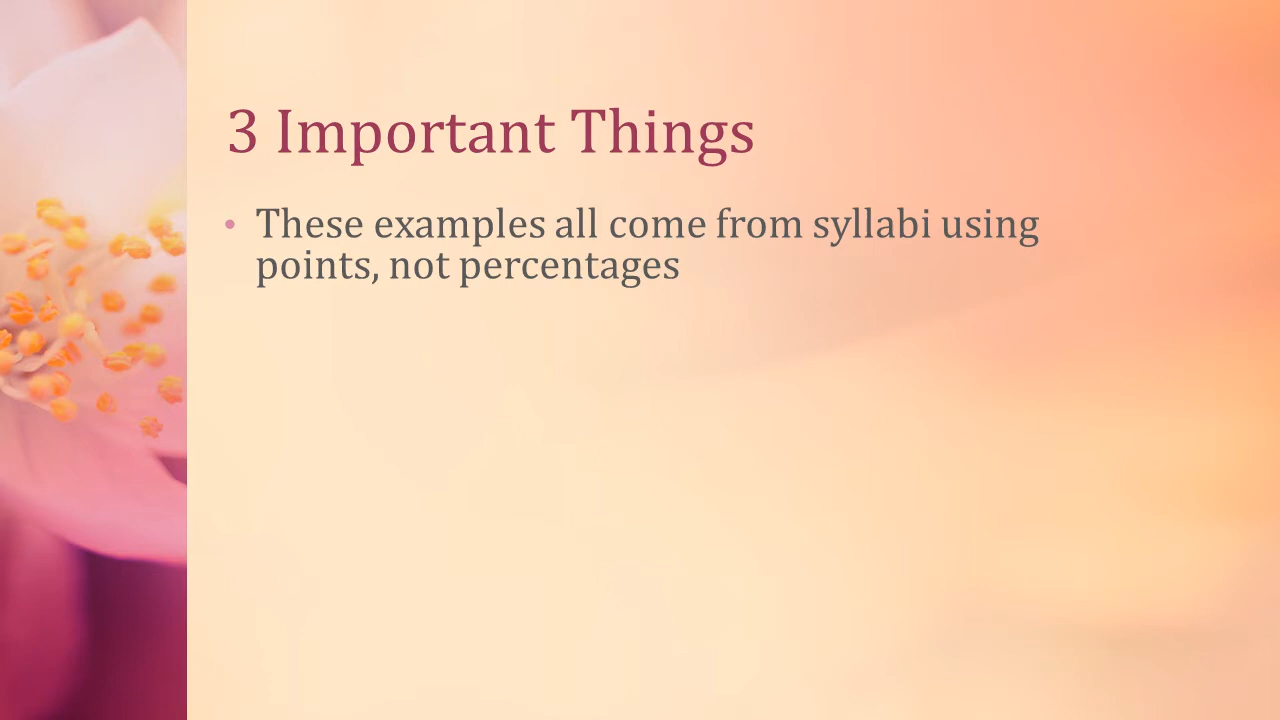 3 Important Things
• These examples all come from syllabi using
points, not percentages